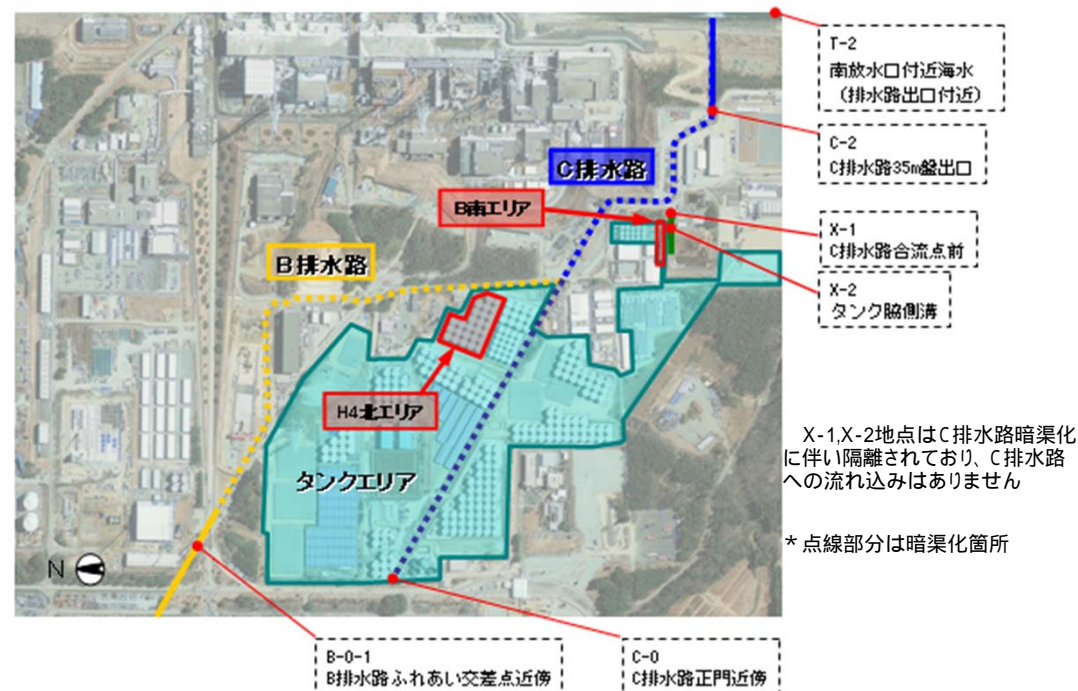 T-2
南放水口付近海水
(排水路出口付近)
C-2
C排水路35m盤出口
C排水路
B南エリア
X-1
C排水路合流点前
B排水路
X-2
タンク脇側溝
H4北エリア
X-1,X-2地点はC排水路暗渠化
に伴い隔離されており、C排水路
への流れ込みはありません
タンクエリア
*点線部分は暗渠化箇所
N
B-0-1
B排水路ふれあい交差点近傍
C-0
C排水路正門近傍